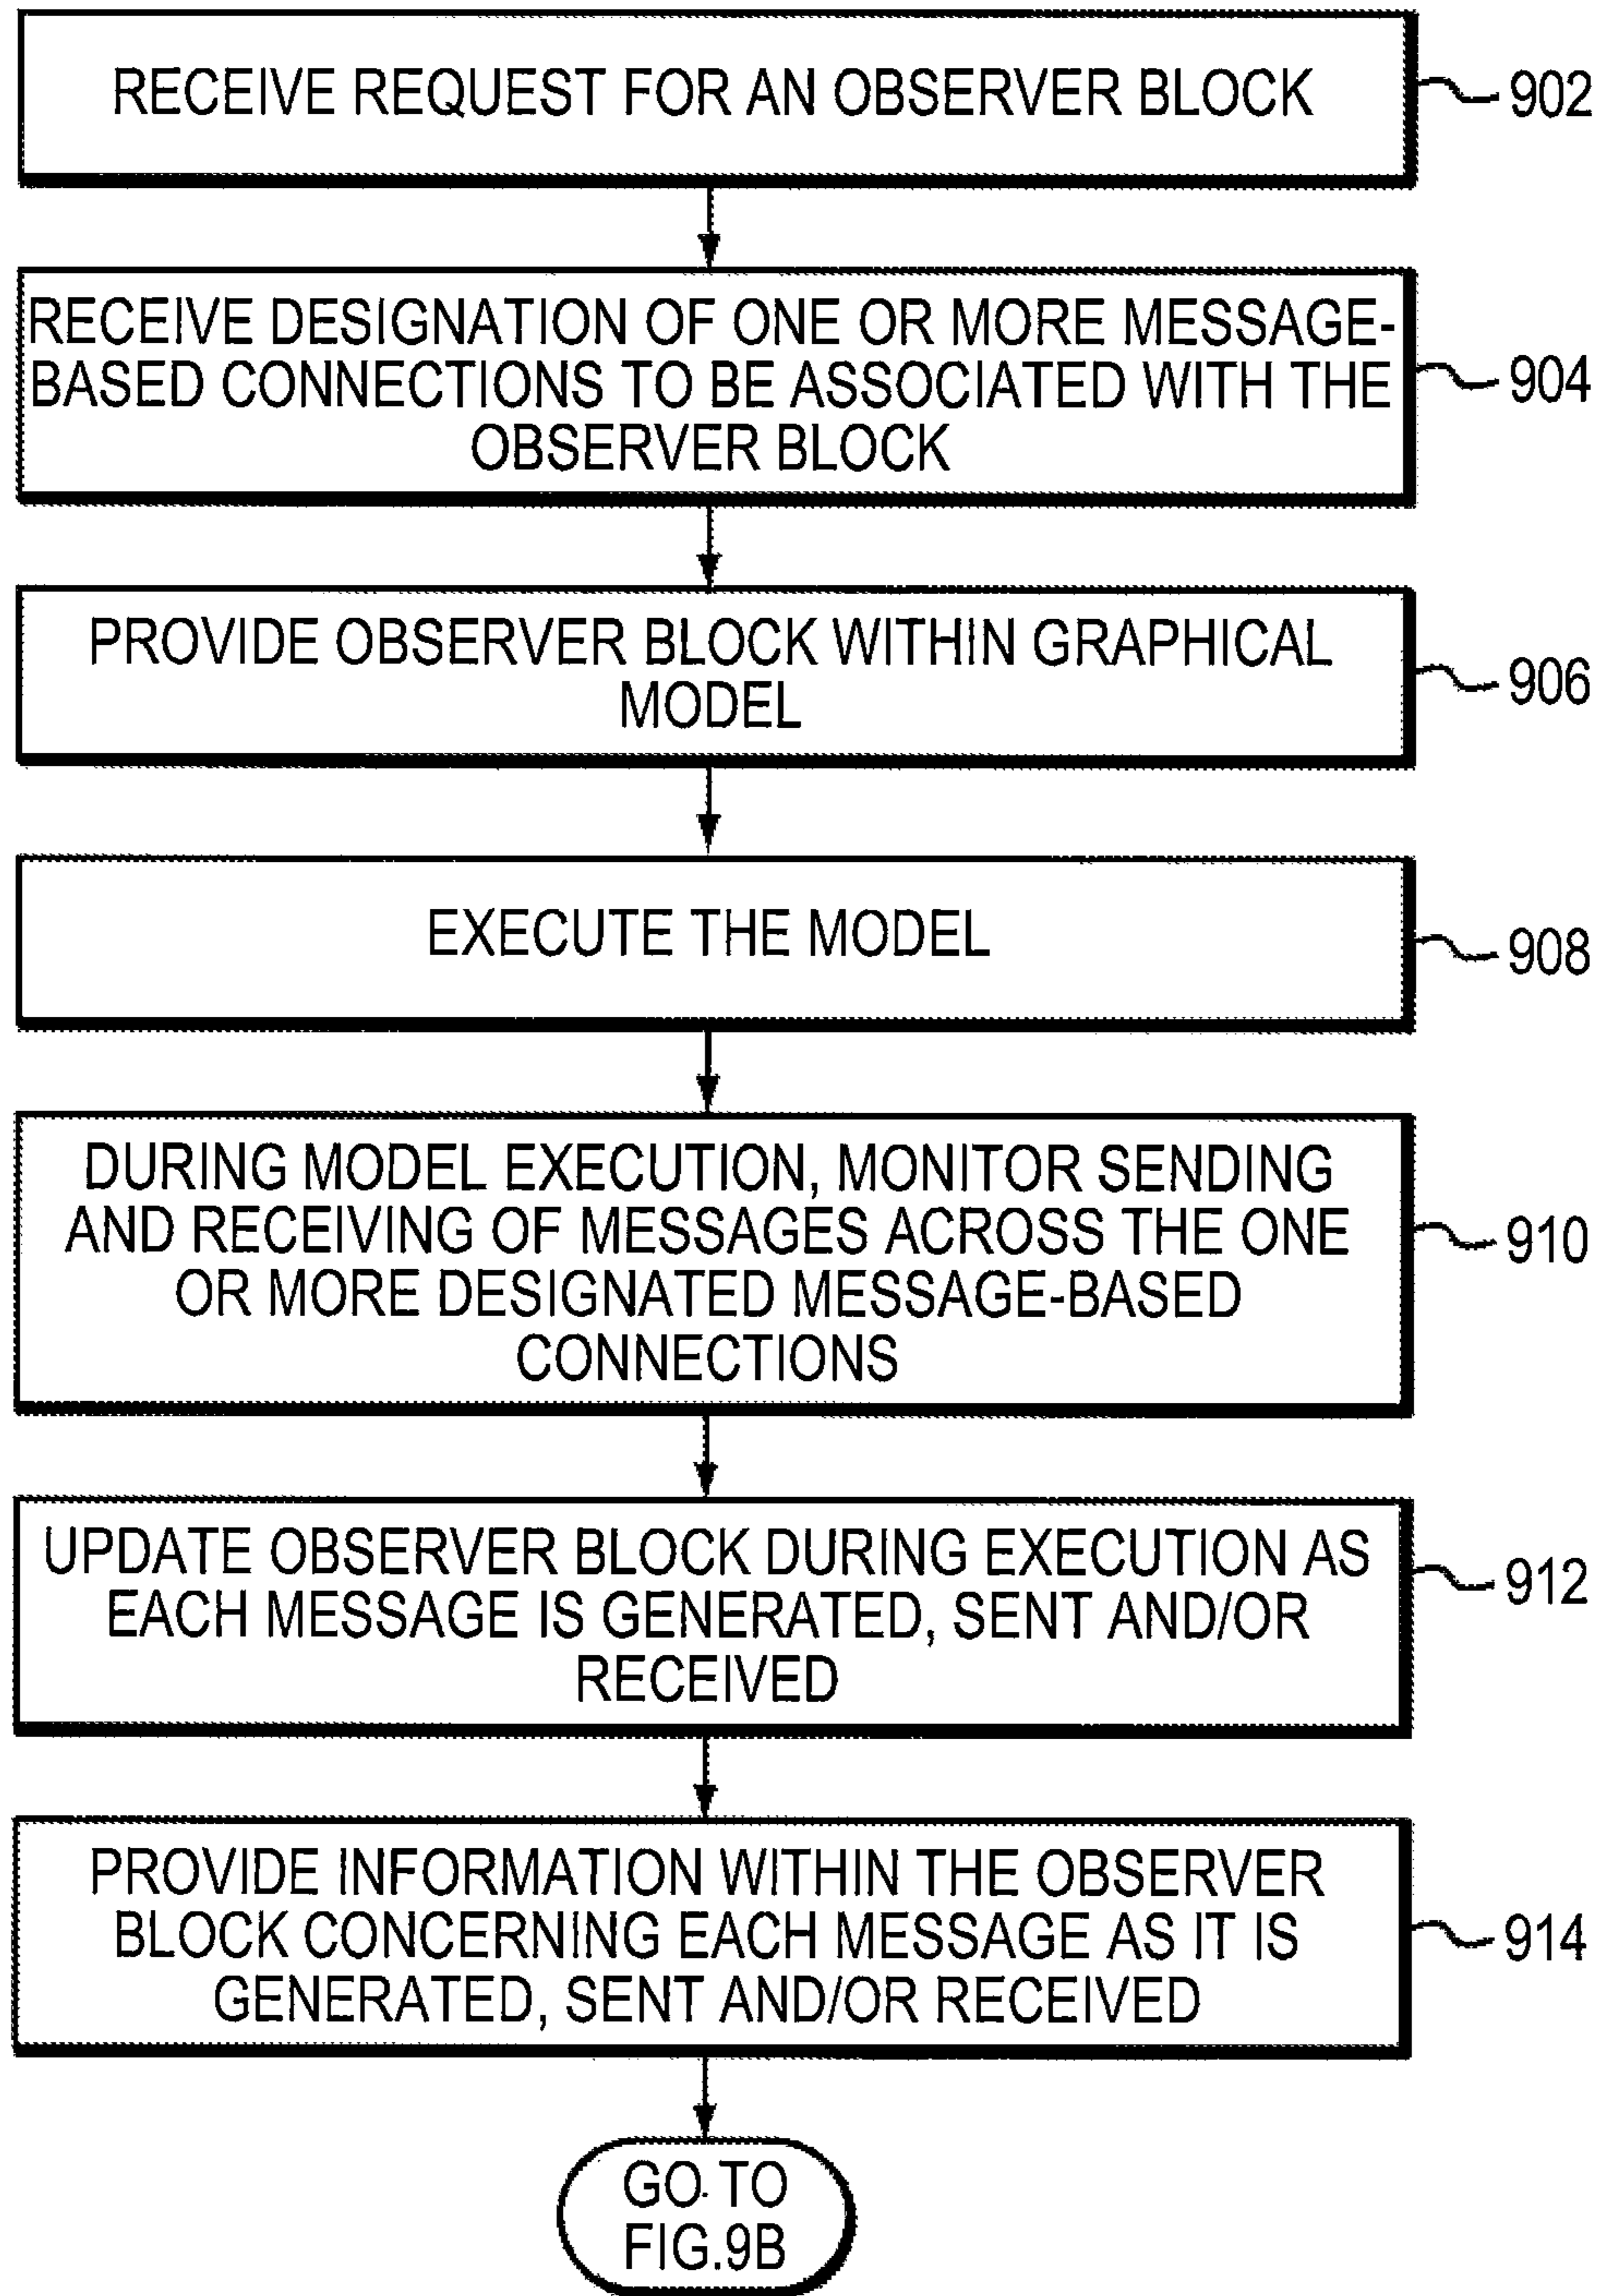 RECEIVE REQUEST FOR AN OBSERVER BLOCK
902
RECEIVE DESIGNATION OF ONE OR MORE MESSAGE-
BASED CONNECTIONS TO BE ASSOCIATED WITH THE
OBSERVER BLOCK
904
PROVIDE OBSERVER BLOCK WITHIN GRAPHICAL
MODEL
906
EXECUTE THE MODEL
908
DURING MODEL EXECUTION, MONITOR SENDING
AND RECEIVING OF MESSAGES ACROSS THE ONE
OR MORE DESIGNATED MESSAGE-BASED
CONNECTIONS
910
UPDATE OBSERVER BLOCK DURING EXECUTION AS
EACH MESSAGE IS GENERATED, SENT AND/OR
RECEIVED
912
PROVIDE INFORMATION WITHIN THE OBSERVER
BLOCK CONCERNING EACH MESSAGE AS IT IS
GENERATED, SENT AND/OR RECEIVED
914
GO TO
FIG.9B